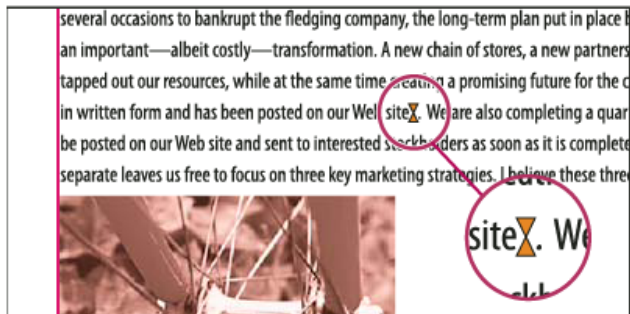 several occasions to bankrupt the fledging company, the long-term plan put in place
an important—albeit costly—transformation. A new chain of stores, a new partners
tapped out our resources, while at the same time creating a promising future for the c
in written form and has been posted on our Web site. We are also completing a quar
be posted on our Web site and sent to interested stockholders as soon as it is complete
separate leaves us free to focus on three key marketing strategies. I believe these three
site. We